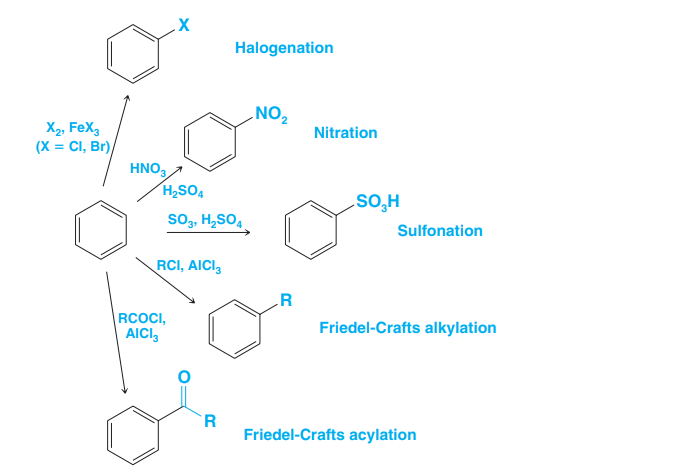 X
Halogenation
X₂, FeX₃
(X = Cl, Br)
NO₂
Nitration
HNO₃
H₂SO₄
SO₃H
SO₃, H₂SO₄
Sulfonation
RCl, AlCl₃
R
Friedel-Crafts alkylation
RCOCl,
AlCl₃
O
R
Friedel-Crafts acylation